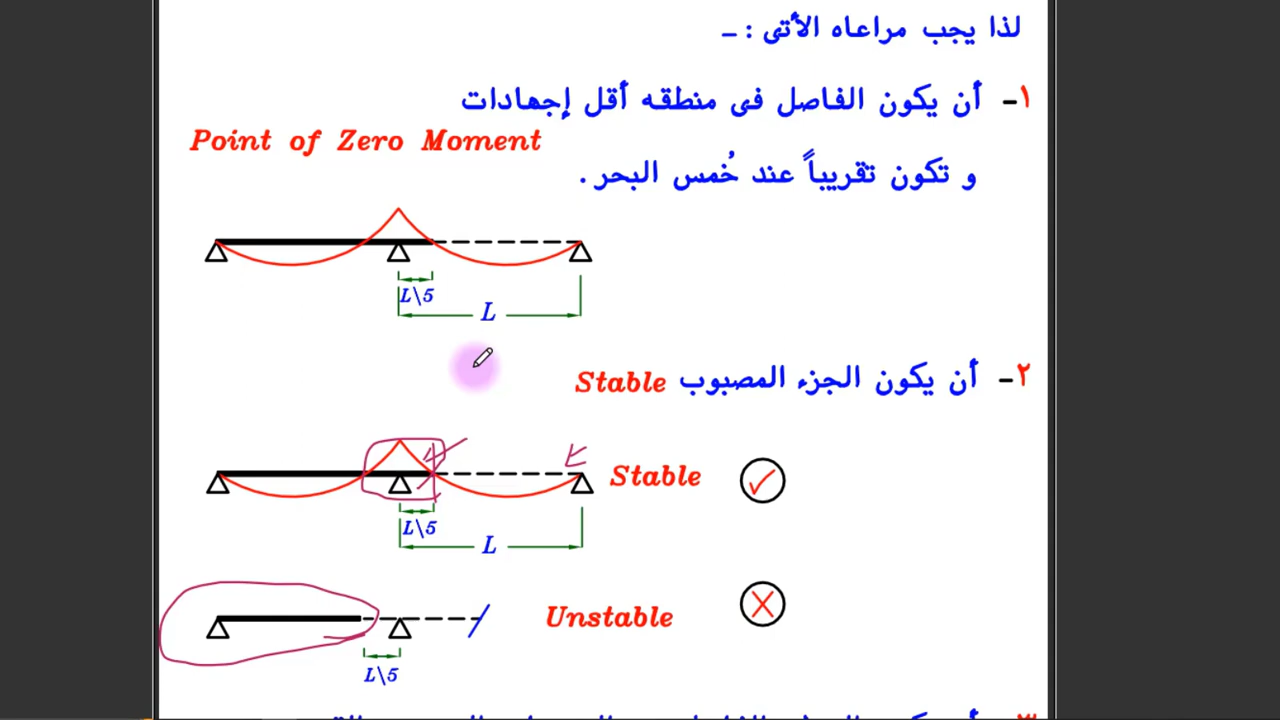 لذا يجب مراعاه الأتى : ـ
١- أن يكون الفاصل فى منطقه أقل إجهادات
Point of Zero Moment
و تكون تقريباً عند خُمس البحر .
L\5
L
٢- أن يكون الجزء المصبوب Stable
Stable
L\5
L
Unstable
L\5